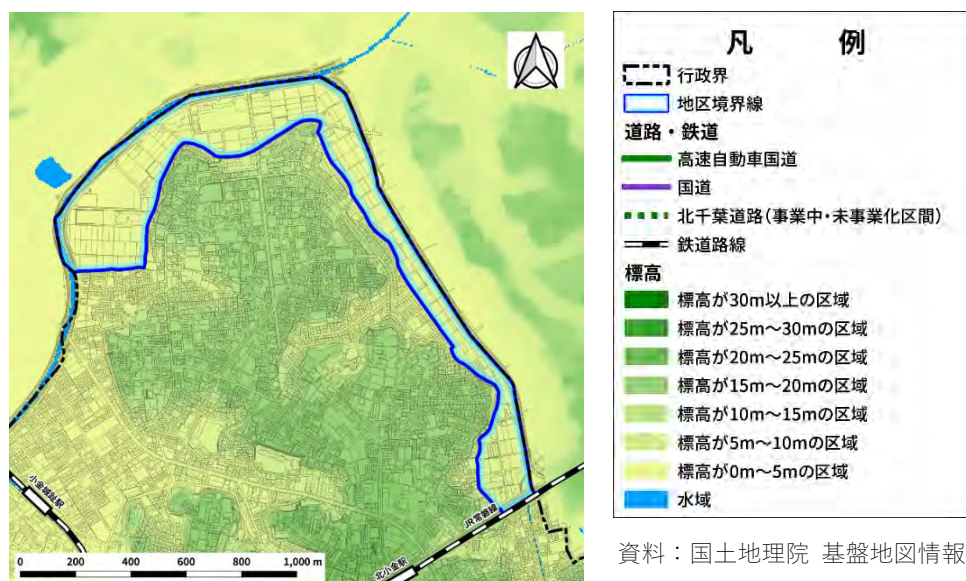 凡 例
行政界
地区境界線
道路・鉄道
高速自動車国道
国道
北千葉道路(事業中・未事業化区間)
鉄道路線
標高
標高が30m以上の区域
標高が25m～30mの区域
標高が20m～25mの区域
標高が15m～20mの区域
標高が10m～15mの区域
標高が5m～10mの区域
標高が0m～5mの区域
水域
小金城趾駅
JR常磐線
北小金駅
0 200 400 600 800 1,000 m
資料：国土地理院 基盤地図情報